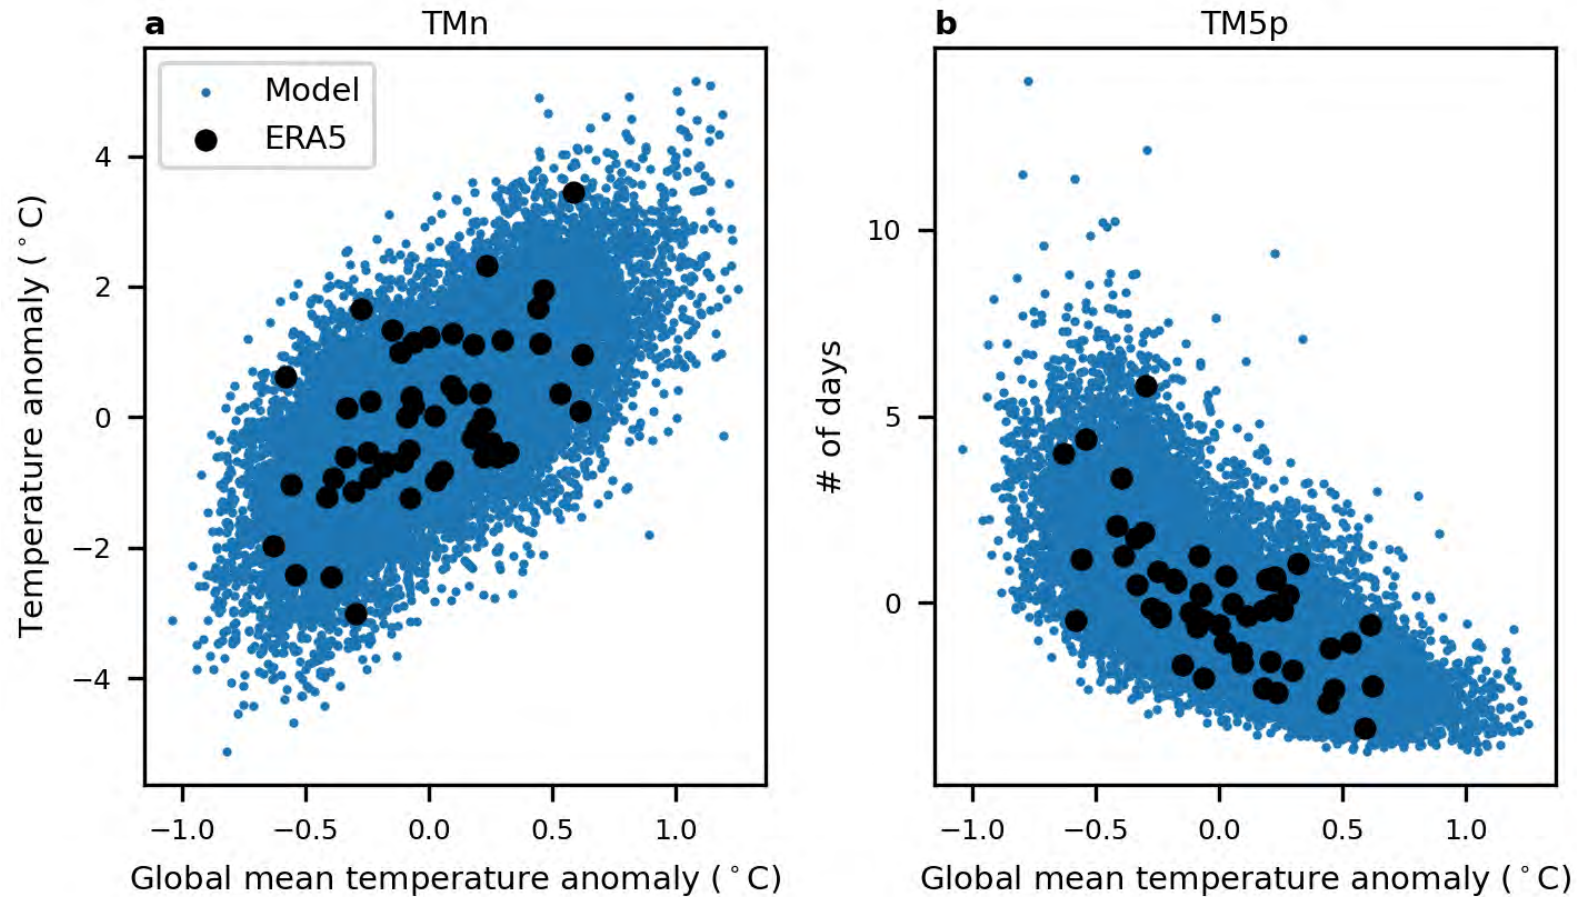 a TMn
Model
ERA5
4
2
0
−2
−4
Temperature anomaly (°C)
−1.0 −0.5 0.0 0.5 1.0
Global mean temperature anomaly (°C)
b TM5p
10
5
0
# of days
−1.0 −0.5 0.0 0.5 1.0
Global mean temperature anomaly (°C)